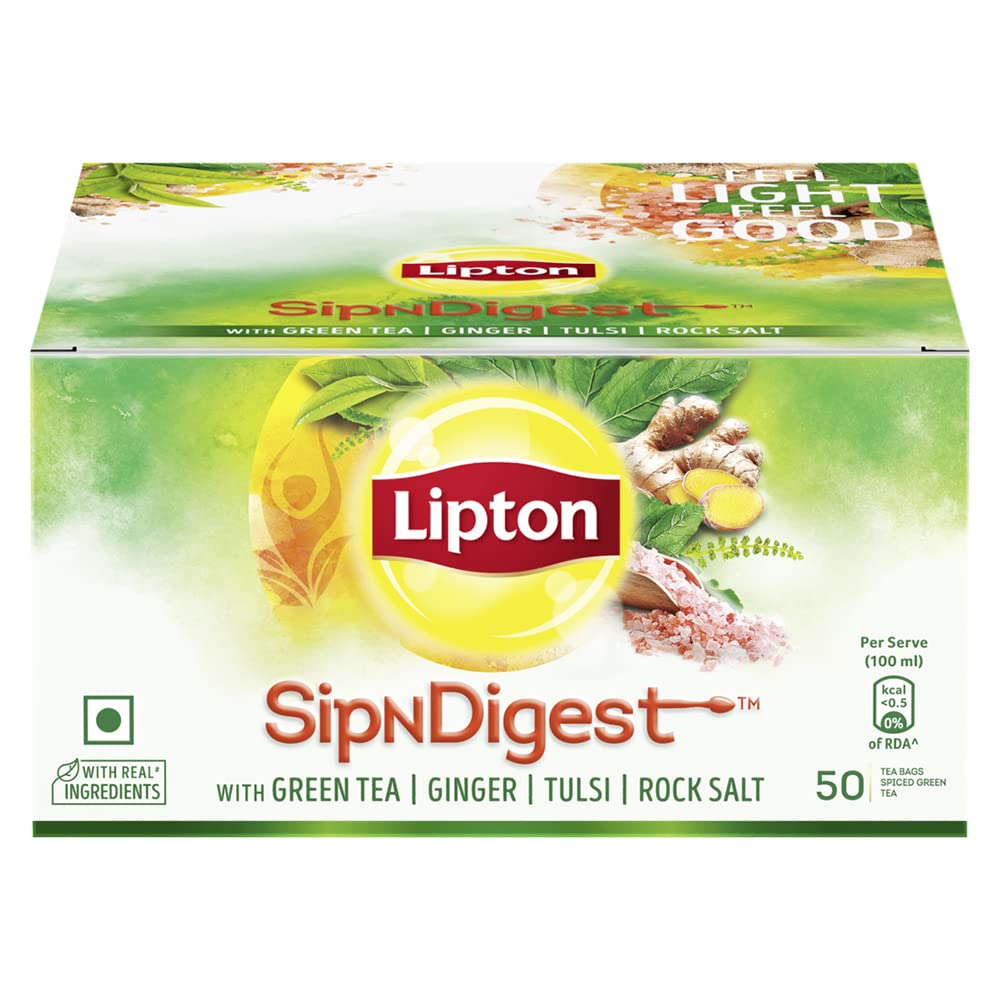 FEEL
LIGHT
FEEL
GOOD
Lipton
SipNDigest™
WITH GREEN TEA | GINGER | TULSI | ROCK SALT
Lipton
SipNDigest™
WITH GREEN TEA | GINGER | TULSI | ROCK SALT
WITH REAL#
INGREDIENTS
Per Serve
(100 ml)
kcal
<0.5
0%
of RDA^
50
TEA BAGS
SPICED GREEN
TEA